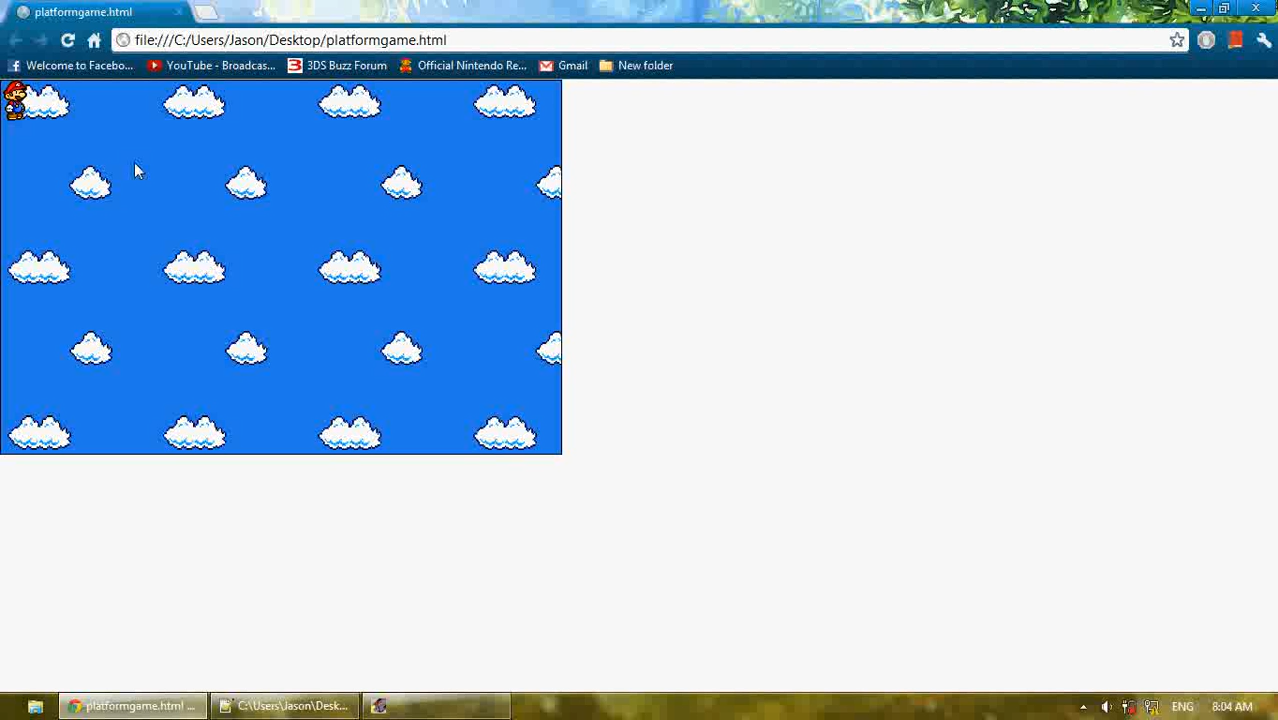 platformgame.html
file:///C:/Users/Jason/Desktop/platformgame.html
Welcome to Facebo... YouTube - Broadcas... 3DS Buzz Forum Official Nintendo Re... Gmail New folder
platformgame.html ... C:\Users\Jason\Desk... ENG 8:04 AM